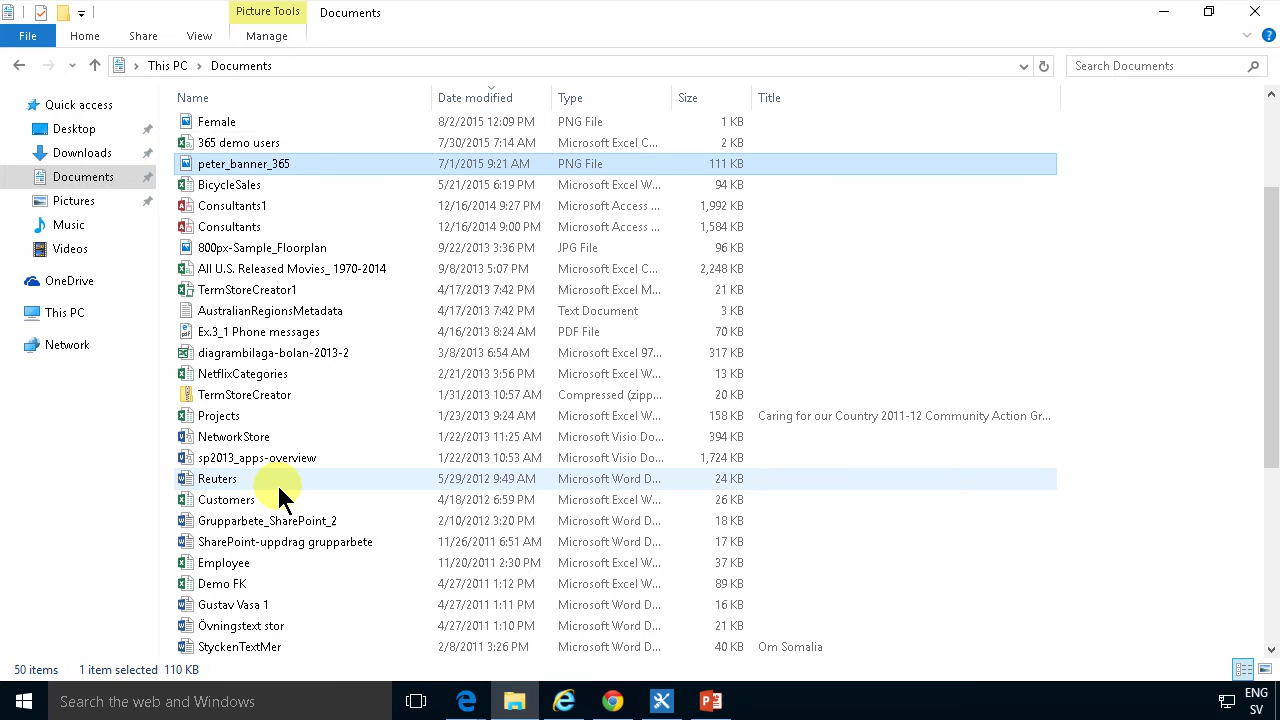 Picture Tools Documents
File Home Share View Manage
This PC Documents Search Documents
Name Date modified Type Size Title
Quick access
Desktop
Downloads
Documents
Pictures
Music
Videos
OneDrive
This PC
Network
Female 8/2/2015 12:09 PM PNG File 1 KB
365 demo users 7/30/2015 7:14 AM Microsoft Excel C... 2 KB
peter_banner_365 7/1/2015 9:21 AM PNG File 111 KB
BicycleSales 5/21/2015 6:19 PM Microsoft Excel W... 94 KB
Consultants1 12/16/2014 9:27 PM Microsoft Access ... 1,992 KB
Consultants 12/16/2014 9:00 PM Microsoft Access ... 1,584 KB
800px-Sample_Floorplan 9/22/2013 3:36 PM JPG File 96 KB
All U.S. Released Movies_ 1970-2014 9/8/2013 5:07 PM Microsoft Excel C... 2,248 KB
TermStoreCreator1 4/17/2013 7:42 PM Microsoft Excel M... 21 KB
AustralianRegionsMetadata 4/17/2013 7:42 PM Text Document 3 KB
Ex.3_1 Phone messages 4/16/2013 8:24 AM PDF File 70 KB
diagrambilaga-bolan-2013-2 3/8/2013 6:54 AM Microsoft Excel 97... 317 KB
NetflixCategories 2/21/2013 3:56 PM Microsoft Excel W... 13 KB
TermStoreCreator 1/31/2013 10:57 AM Compressed (zipp... 20 KB
Projects 1/23/2013 9:24 AM Microsoft Excel W... 158 KB Caring for our Country 2011-12 Community Action Gr...
NetworkStore 1/22/2013 11:25 AM Microsoft Visio Do... 394 KB
sp2013_apps-overview 1/22/2013 10:53 AM Microsoft Visio Do... 1,724 KB
Reuters 5/29/2012 9:49 AM Microsoft Word D... 24 KB
Customers 4/18/2012 6:59 PM Microsoft Excel W... 26 KB
Grupparbete_SharePoint_2 2/10/2012 3:20 PM Microsoft Word D... 18 KB
SharePoint-uppdrag grupparbete 11/26/2011 6:51 AM Microsoft Word D... 17 KB
Employee 11/20/2011 2:30 PM Microsoft Excel W... 37 KB
Demo FK 4/27/2011 1:12 PM Microsoft Excel W... 89 KB
Gustav Vasa 1 4/27/2011 1:11 PM Microsoft Word D... 16 KB
Övningstext stor 4/27/2011 1:10 PM Microsoft Word D... 21 KB
StyckenTextMer 2/8/2011 3:26 PM Microsoft Word D... 40 KB Om Somalia
50 items 1 item selected 110 KB
Search the web and Windows
ENG
SV